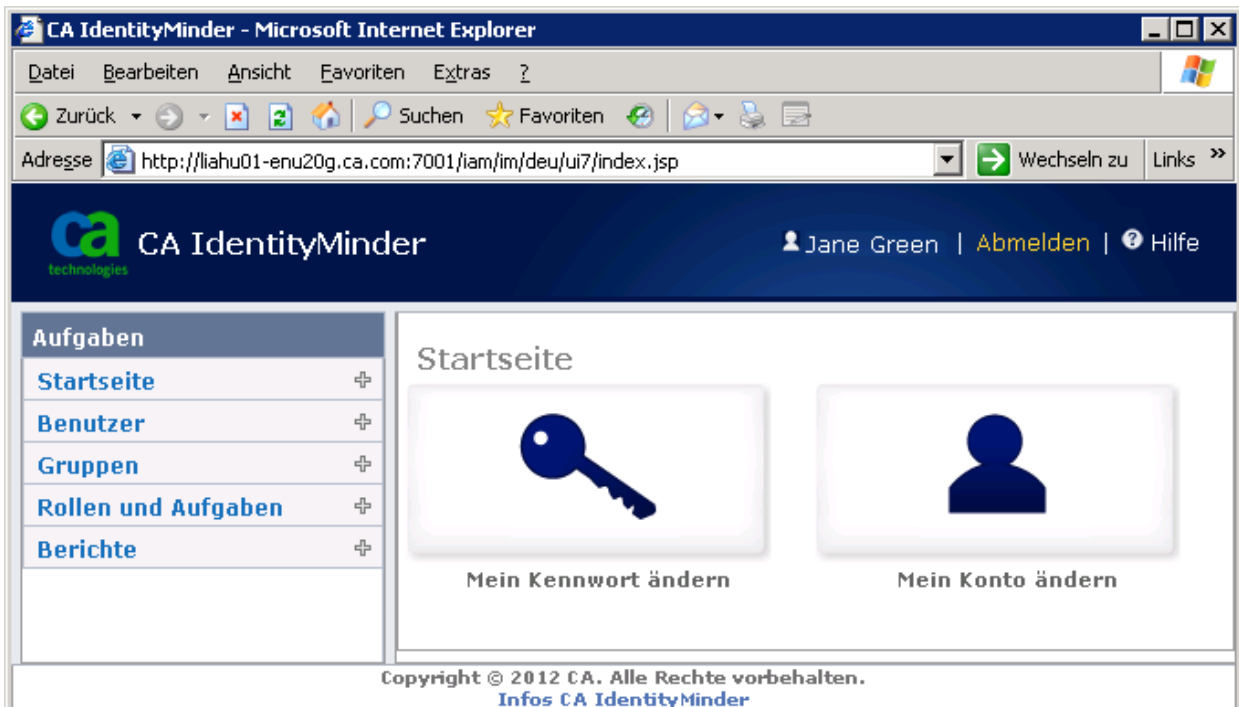 CA IdentityMinder - Microsoft Internet Explorer
Datei Bearbeiten Ansicht Favoriten Extras ?
Zurück Suchen Favoriten
Adresse http://liahu01-enu20g.ca.com:7001/iam/im/deu/ui7/index.jsp Wechseln zu Links »
ca technologies CA IdentityMinder Jane Green | Abmelden | ? Hilfe
Aufgaben
Startseite
Benutzer
Gruppen
Rollen und Aufgaben
Berichte
Startseite
Mein Kennwort ändern Mein Konto ändern
Copyright © 2012 CA. Alle Rechte vorbehalten.
Infos CA IdentityMinder